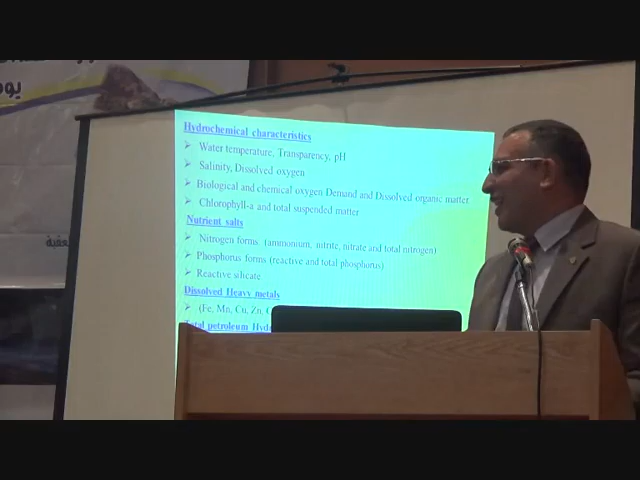 يوم
Hydrochemical characteristics
Water temperature, Transparency, pH
Salinity, Dissolved oxygen
Biological and chemical oxygen Demand and Dissolved organic matter
Chlorophyll-a and total suspended matter
Nutrient salts
Nitrogen forms (ammonium, nitrite, nitrate and total nitrogen)
Phosphorus forms (reactive and total phosphorus)
Reactive silicate
Dissolved Heavy metals
(Fe, Mn, Cu, Zn,
Total petroleum